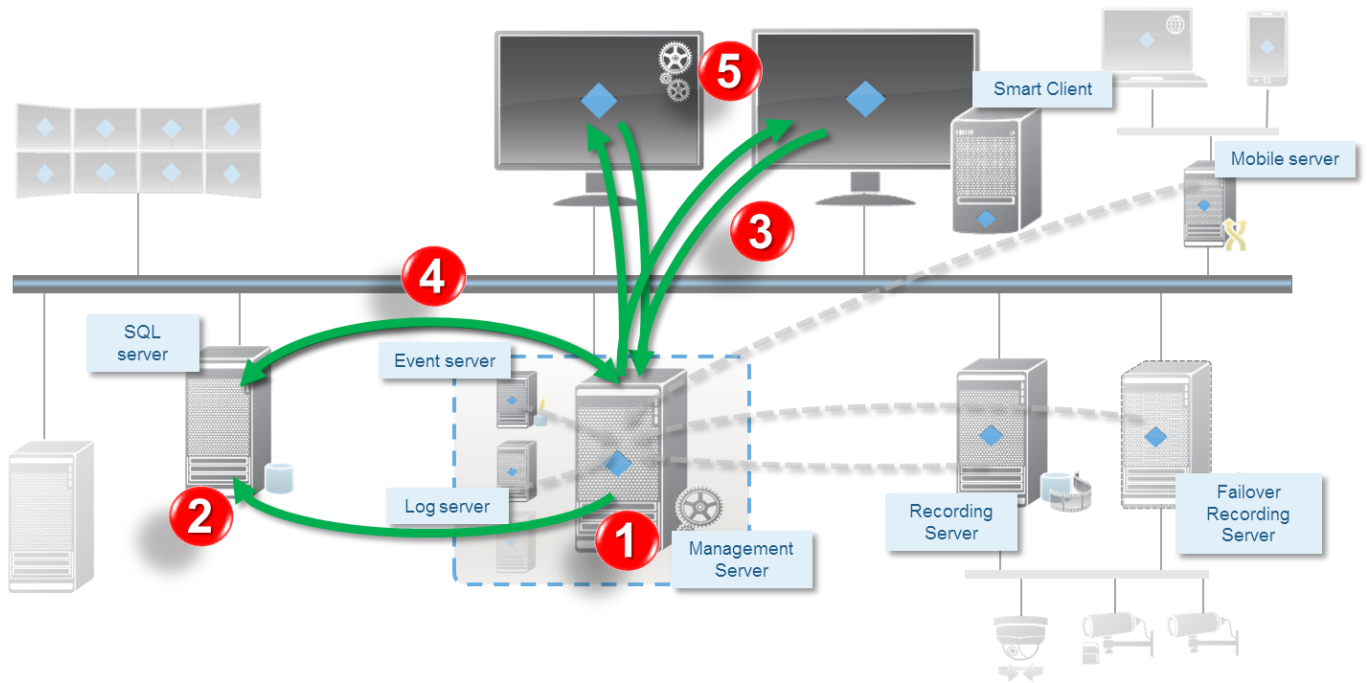 5
Smart Client
Mobile server
3
4
SQL
server
Event server
2
Log server
1
Management
Server
Recording
Server
Failover
Recording
Server